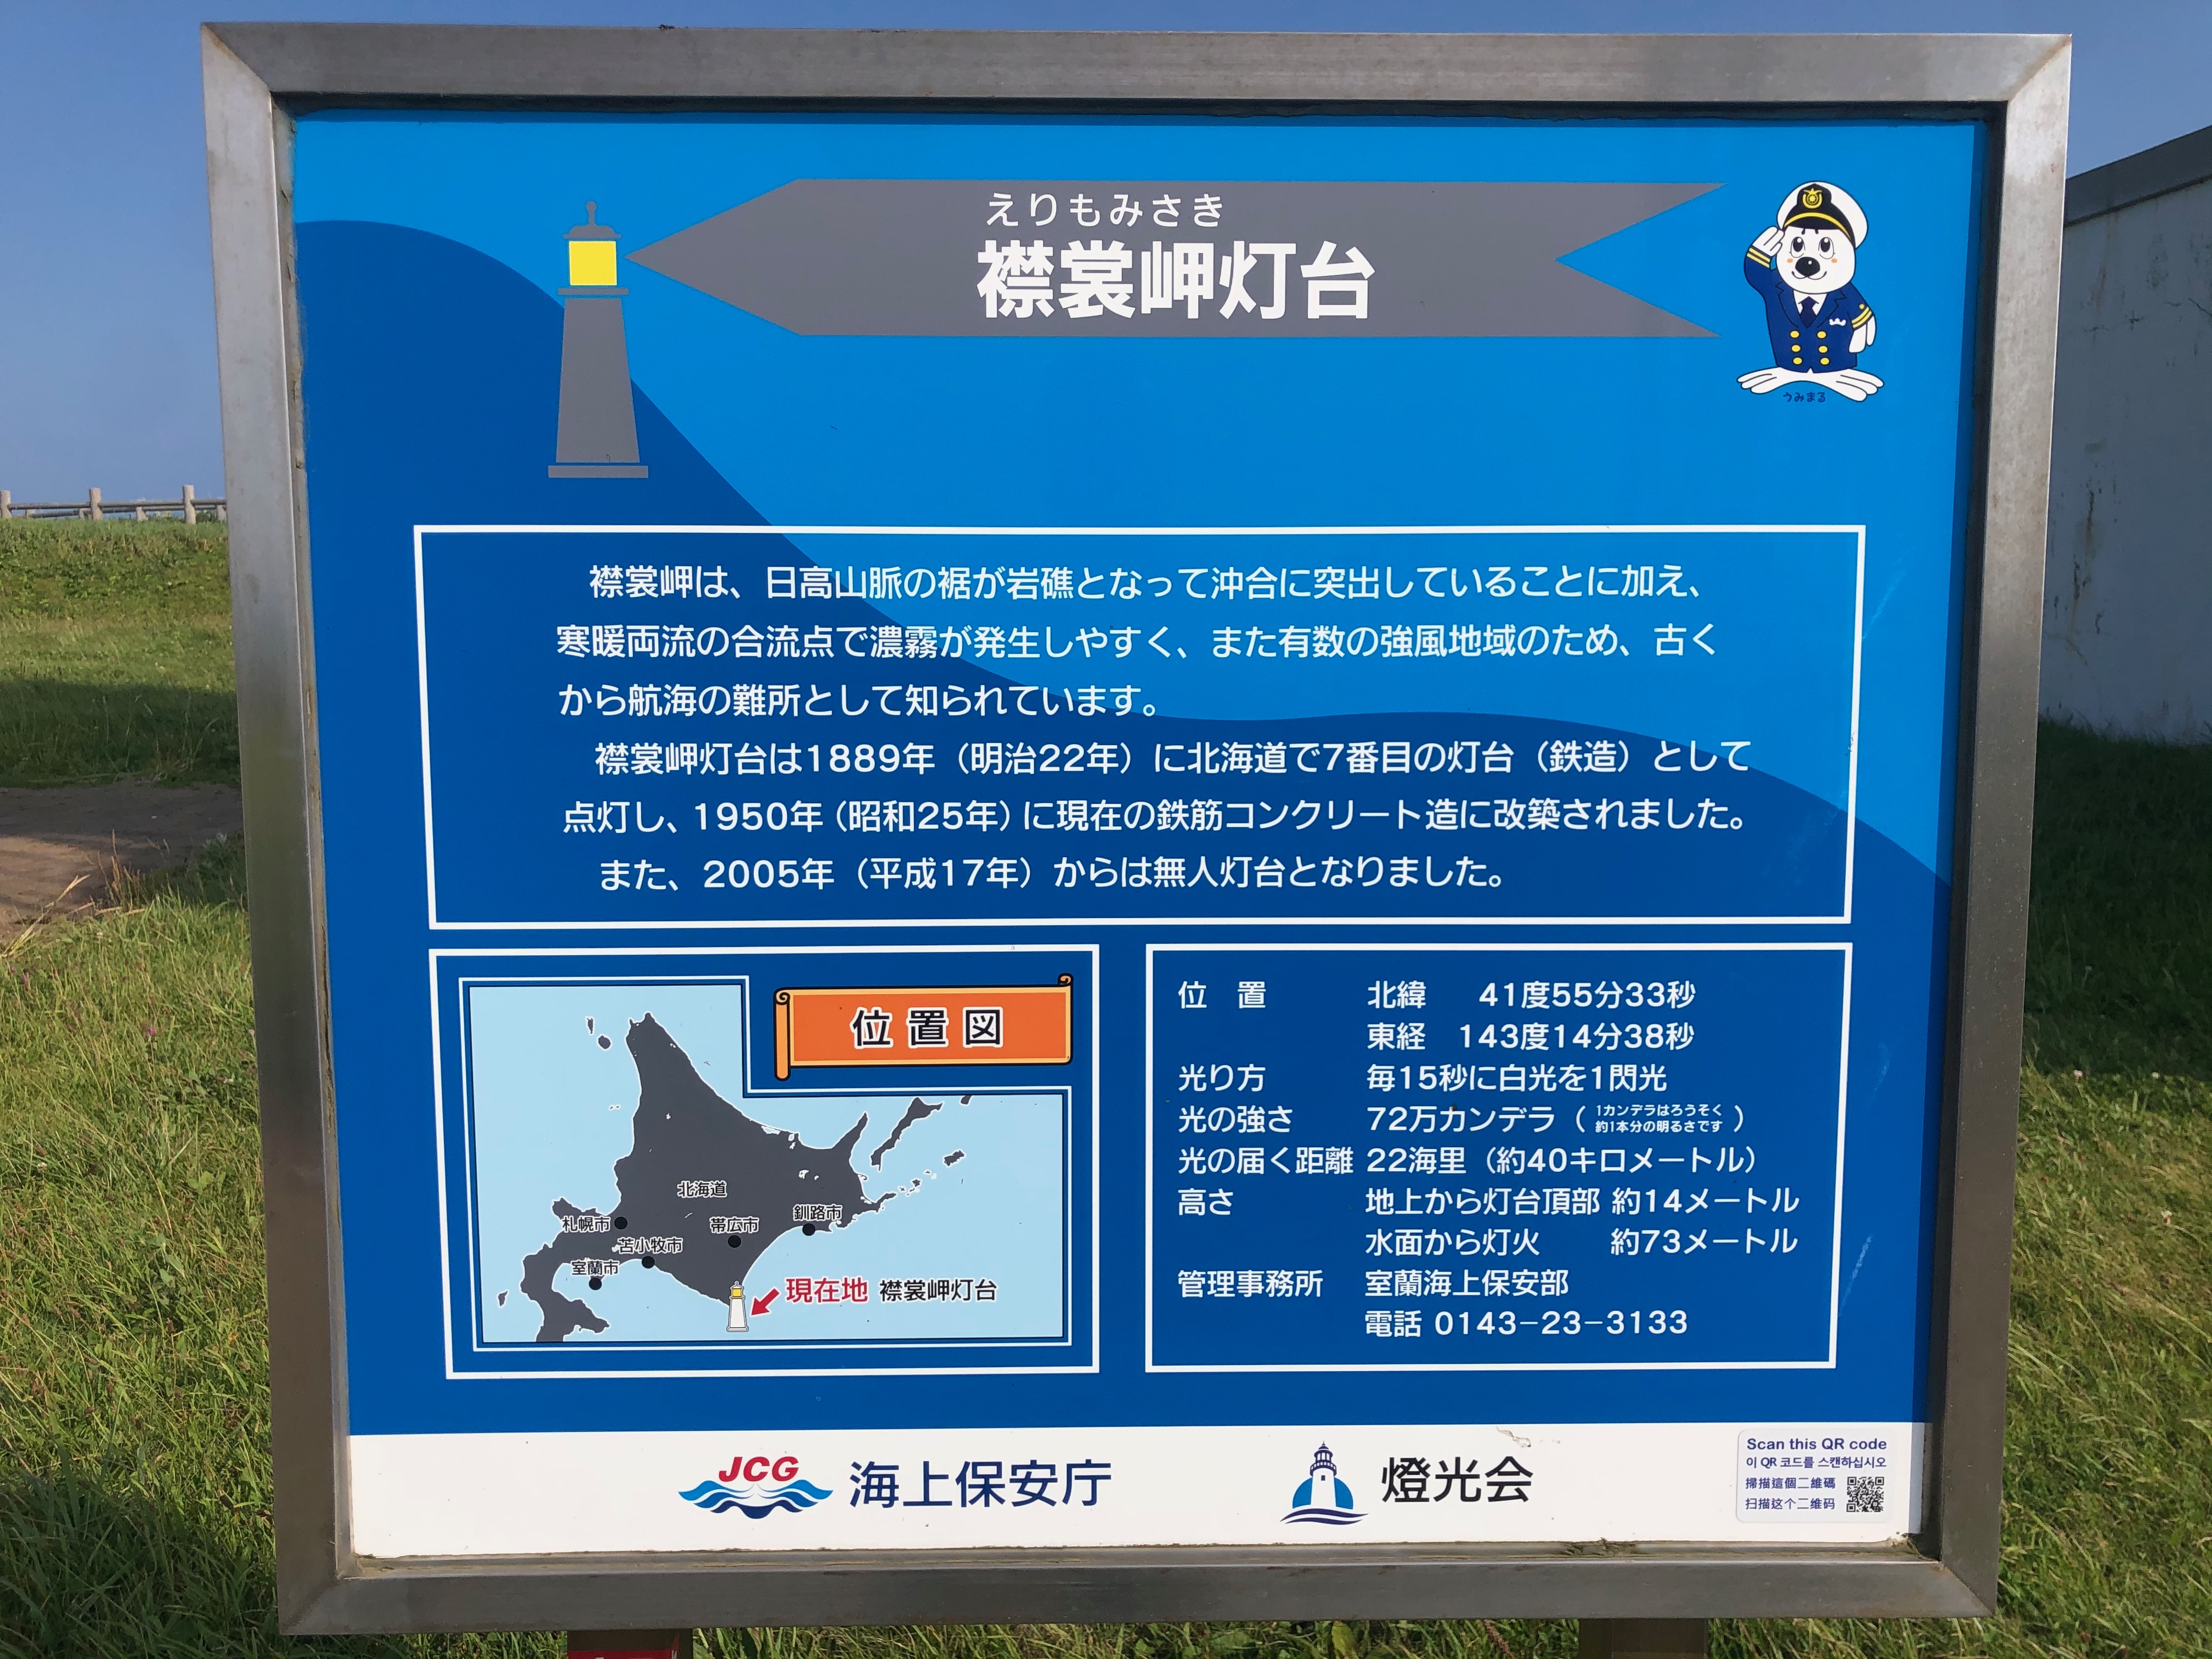 えりもみさき
襟裳岬灯台
うみまる
襟裳岬は、日高山脈の裾が岩礁となって沖合に突出していることに加え、
寒暖両流の合流点で濃霧が発生しやすく、また有数の強風地域のため、古く
から航海の難所として知られています。
襟裳岬灯台は1889年（明治22年）に北海道で7番目の灯台（鉄造）として
点灯し、1950年（昭和25年）に現在の鉄筋コンクリート造に改築されました。
また、2005年（平成17年）からは無人灯台となりました。
位置図
北海道
札幌市
帯広市
釧路市
苫小牧市
室蘭市
現在地 襟裳岬灯台
位　置 北緯 41度55分33秒
東経 143度14分38秒
光り方 毎15秒に白光を1閃光
光の強さ 72万カンデラ（1カンデラはろうそく
約1本分の明るさです）
光の届く距離 22海里（約40キロメートル）
高さ 地上から灯台頂部 約14メートル
水面から灯火 約73メートル
管理事務所 室蘭海上保安部
電話 0143−23−3133
JCG 海上保安庁
燈光会
Scan this QR code
이 QR 코드를 스캔하십시오
掃描這個二維碼
扫描这个二维码